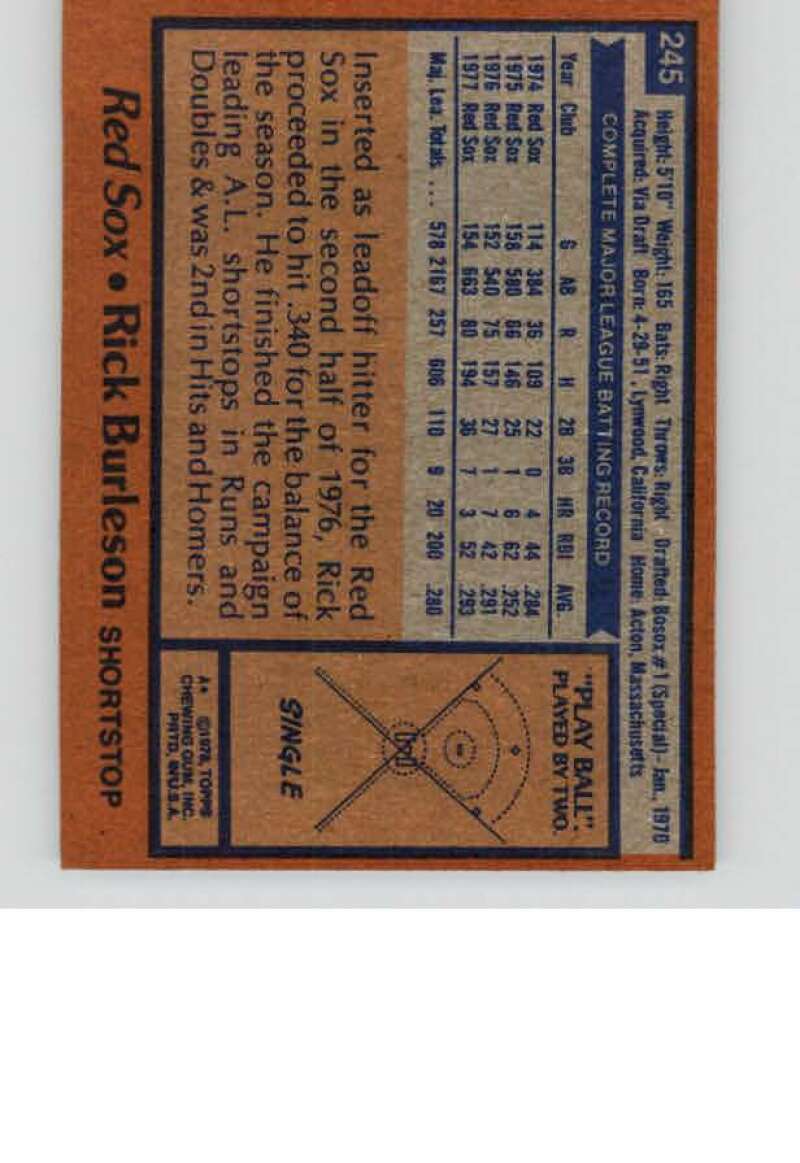 245
Height: 5'10" Weight: 165 Bats: Right Throws: Right Drafted: Bosox #1 (Special)- Jan., 1970
Acquired: Via Draft Born: 4-29-51, Lynwood, California Home: Acton, Massachusetts
COMPLETE MAJOR LEAGUE BATTING RECORD
Year Club G AB R H 2B 3B HR RBI AVG.
1974 Red Sox 114 384 36 109 22 0 4 44 .284
1975 Red Sox 158 580 66 146 25 1 6 62 .252
1976 Red Sox 152 540 75 157 27 1 7 42 .291
1977 Red Sox 154 663 80 194 36 7 3 52 .293
Maj. Lea. Totals... 578 2167 257 606 110 9 20 200 .280
Inserted as leadoff hitter for the Red
Sox in the second half of 1976, Rick
proceeded to hit .340 for the balance of
the season. He finished the campaign
leading A.L. shortstops in Runs and
Doubles & was 2nd in Hits and Homers.
"PLAY BALL".
PLAYED BY TWO.
SINGLE
A* ©1978, TOPPS
CHEWING GUM, INC.
PRTD. IN U.S.A.
Red Sox • Rick Burleson SHORTSTOP